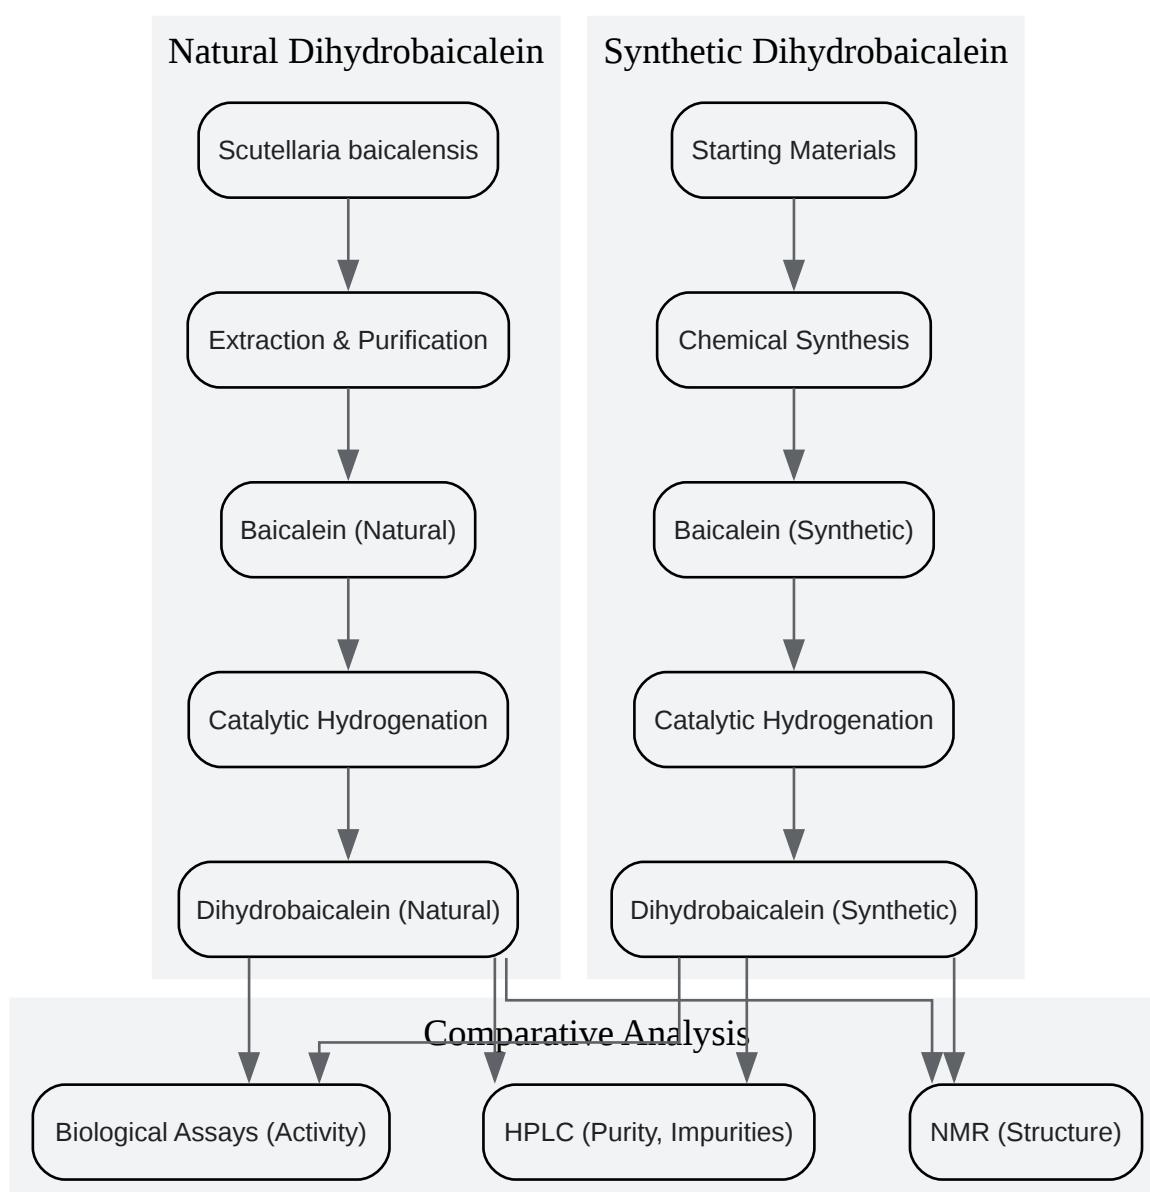 Natural Dihydrobaicalein
Scutellaria baicalensis
Extraction & Purification
Baicalein (Natural)
Catalytic Hydrogenation
Dihydrobaicalein (Natural)
Synthetic Dihydrobaicalein
Starting Materials
Chemical Synthesis
Baicalein (Synthetic)
Catalytic Hydrogenation
Dihydrobaicalein (Synthetic)
Comparative Analysis
Biological Assays (Activity)
HPLC (Purity, Impurities)
NMR (Structure)